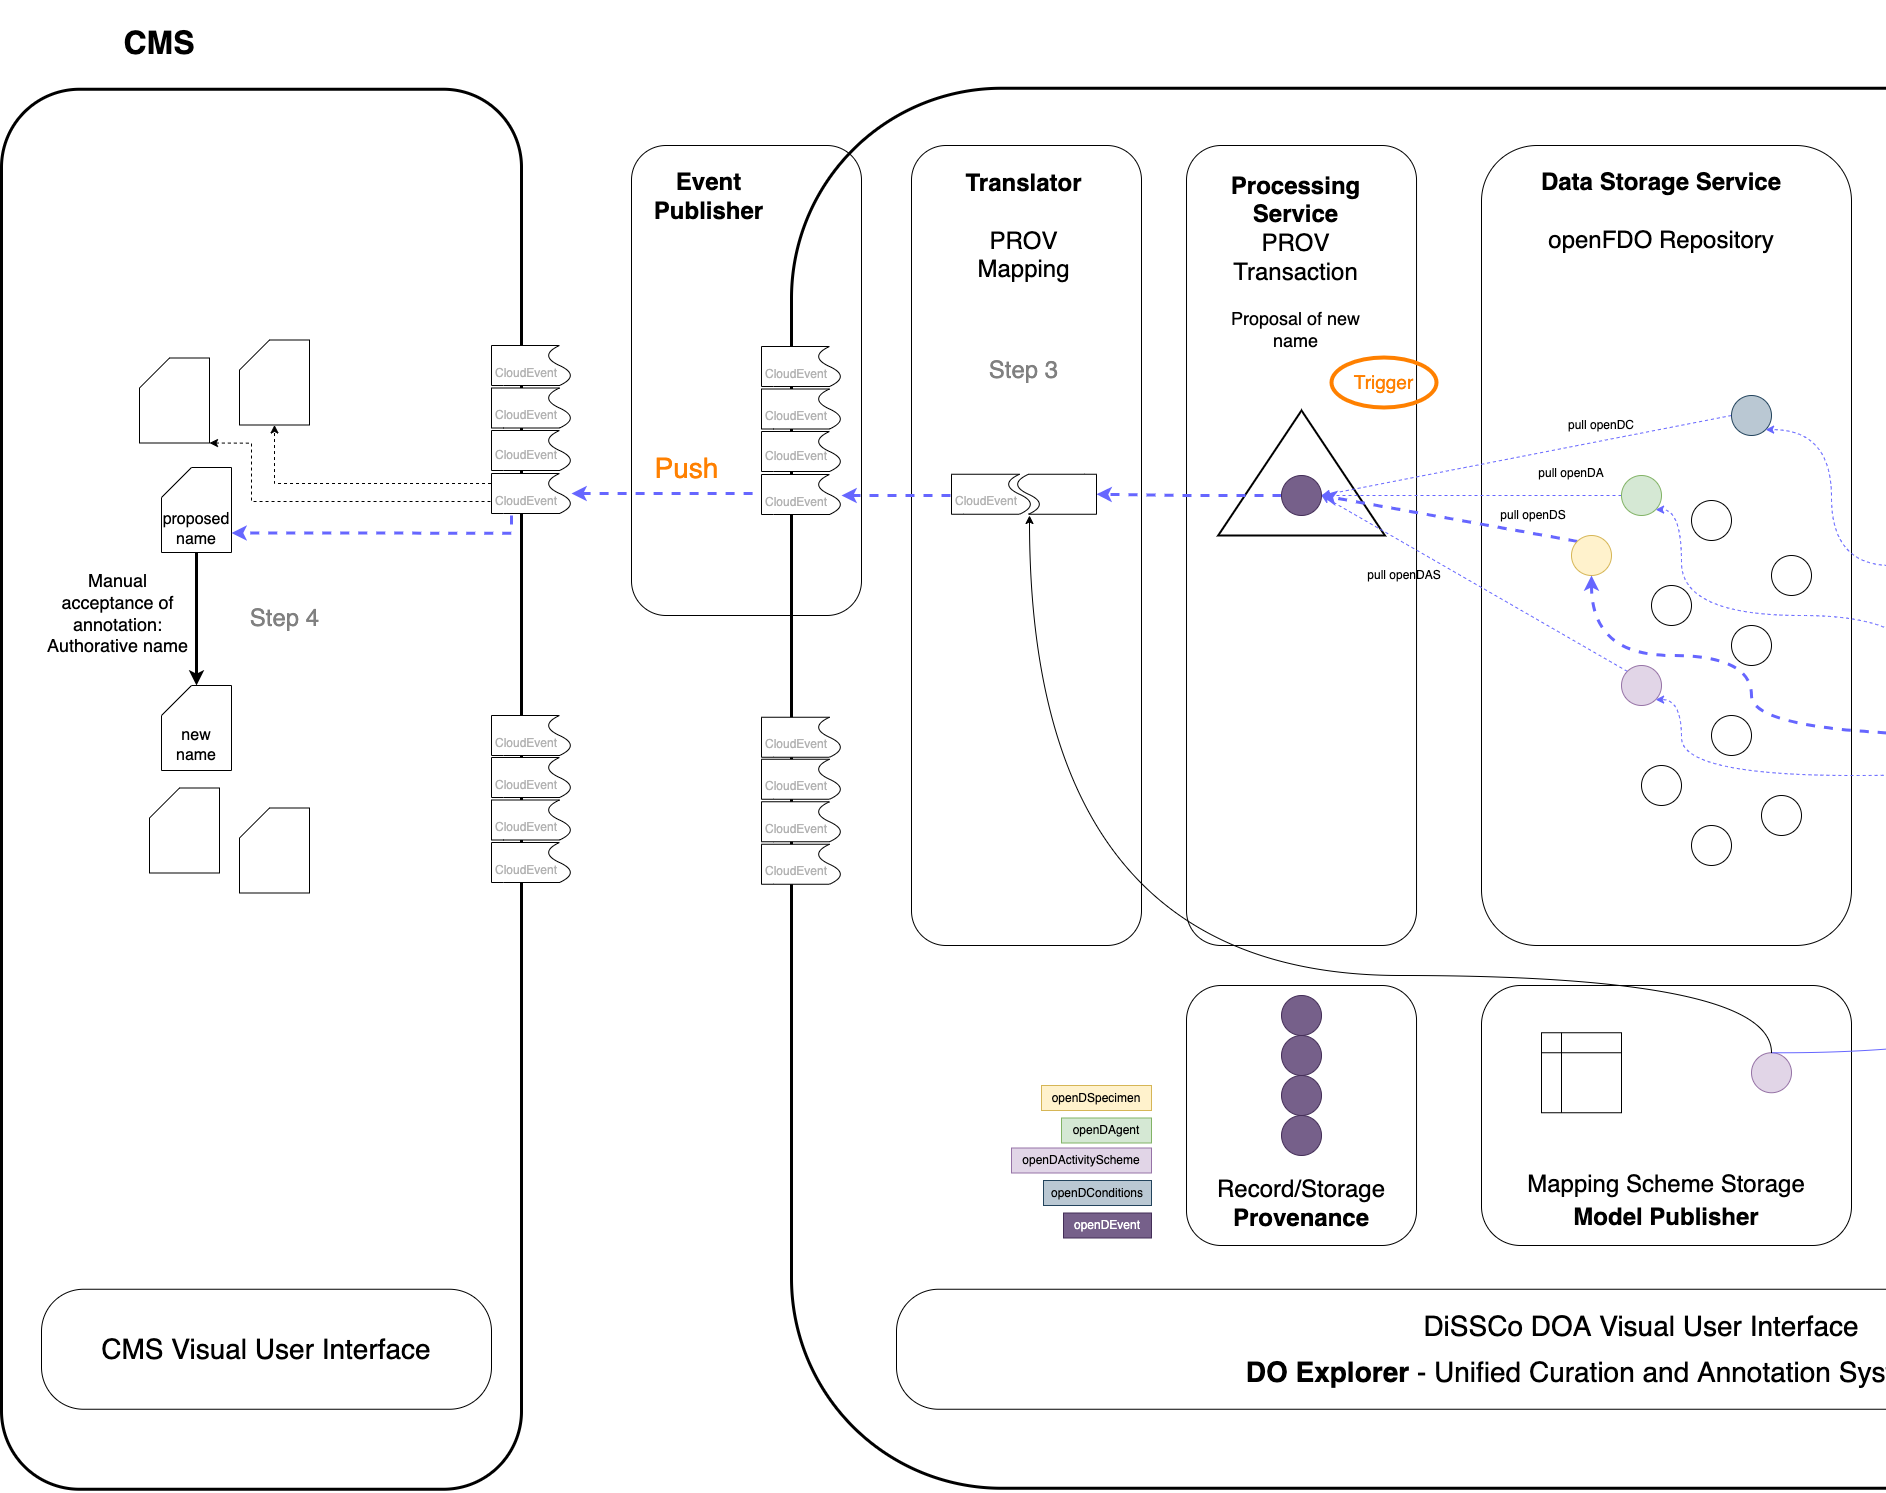 CMS
Event
Publisher
Translator
PROV
Mapping
Step 3
Processing
Service
PROV
Transaction
Proposal of new
name
Trigger
Data Storage Service
openFDO Repository
pull openDC
pull openDA
pull openDS
pull openDAS
CloudEvent
CloudEvent
CloudEvent
CloudEvent
Push
CloudEvent
CloudEvent
CloudEvent
CloudEvent
CloudEvent
proposed
name
Manual
acceptance of
annotation:
Authorative name
Step 4
new
name
CloudEvent
CloudEvent
CloudEvent
CloudEvent
CloudEvent
CloudEvent
CloudEvent
CloudEvent
openDSpecimen
openDAgent
openDActivityScheme
openDConditions
openDEvent
Record/Storage
Provenance
Mapping Scheme Storage
Model Publisher
CMS Visual User Interface
DiSSCo DOA Visual User Interface
DO Explorer - Unified Curation and Annotation Sys